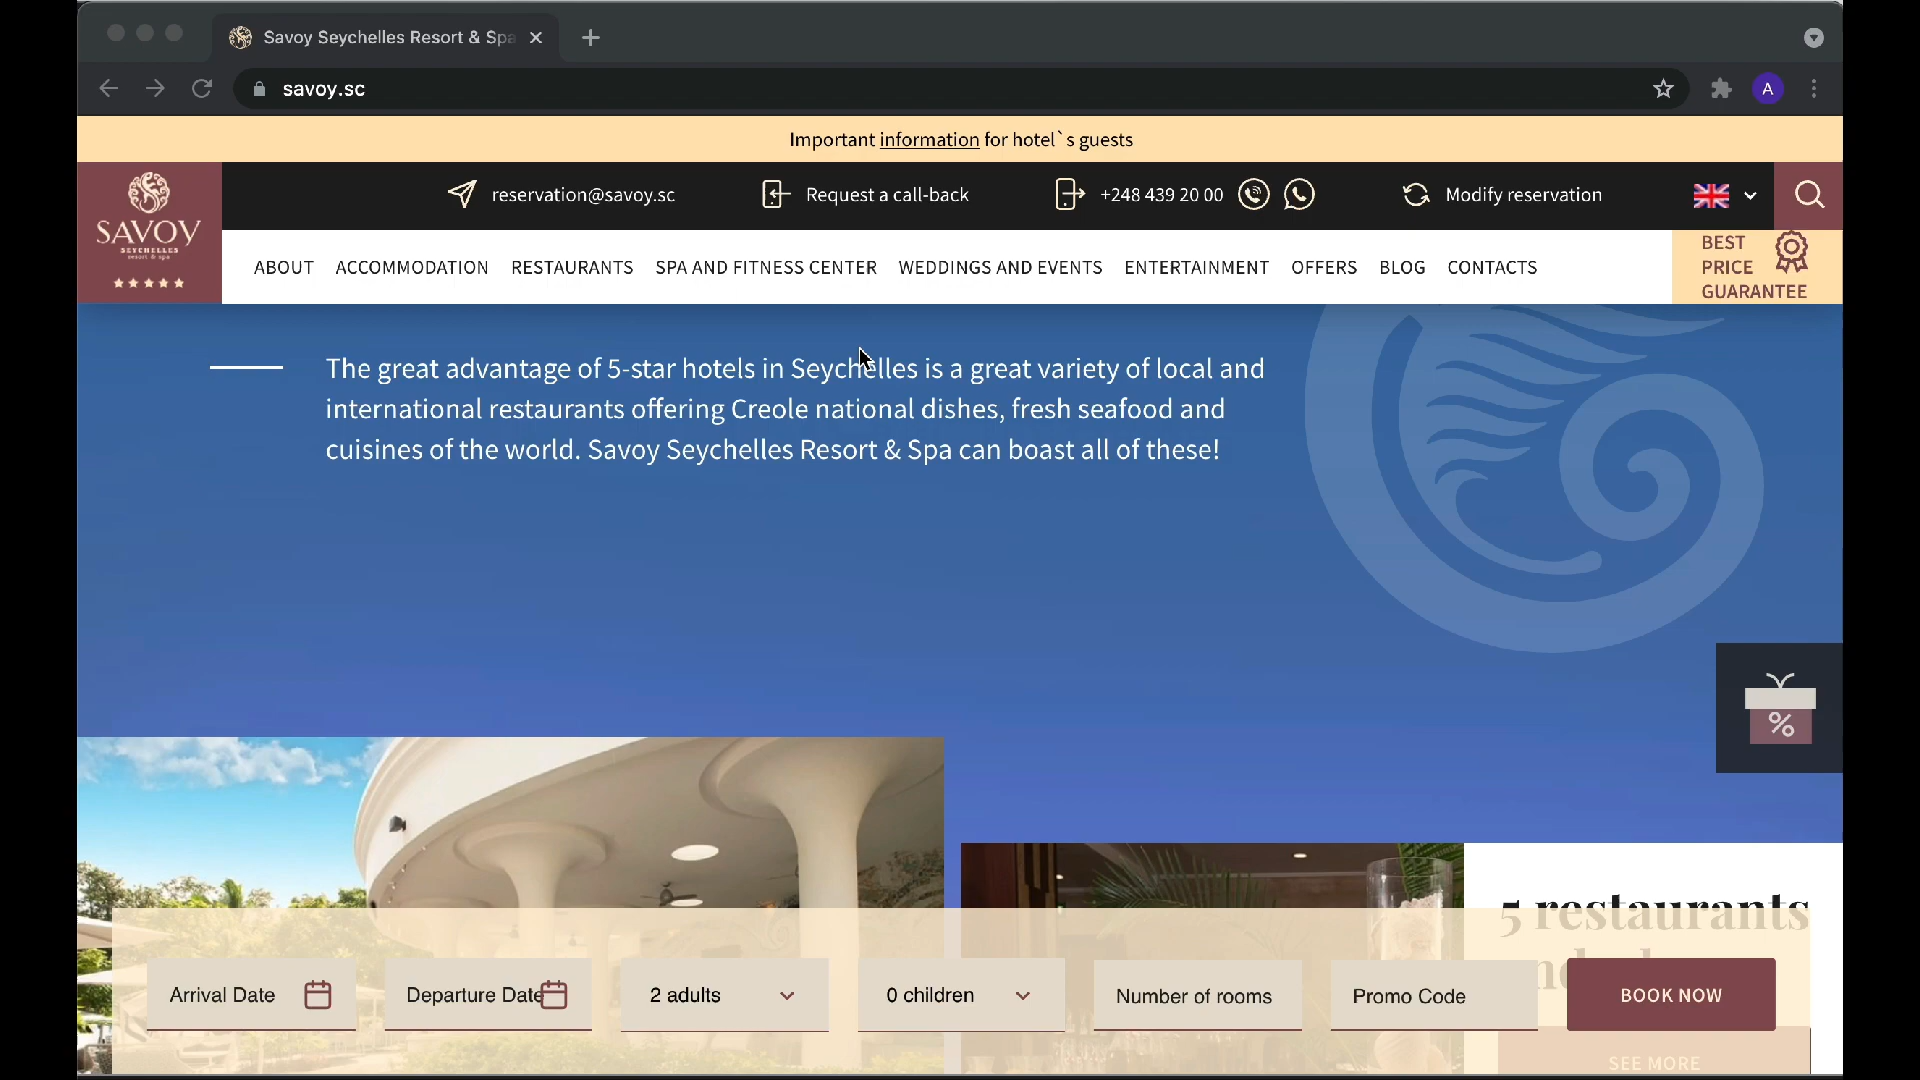 Savoy Seychelles Resort & Spa
savoy.sc
A
Important information for hotel`s guests
SAVOY
SEYCHELLES
resort & spa
reservation@savoy.sc
Request a call-back
+248 439 20 00
Modify reservation
ABOUT
ACCOMMODATION
RESTAURANTS
SPA AND FITNESS CENTER
WEDDINGS AND EVENTS
ENTERTAINMENT
OFFERS
BLOG
CONTACTS
BEST
PRICE
GUARANTEE
The great advantage of 5-star hotels in Seychelles is a great variety of local and
international restaurants offering Creole national dishes, fresh seafood and
cuisines of the world. Savoy Seychelles Resort & Spa can boast all of these!
%
5 restaurants
Arrival Date
Departure Date
2 adults
0 children
Number of rooms
Promo Code
BOOK NOW
SEE MORE